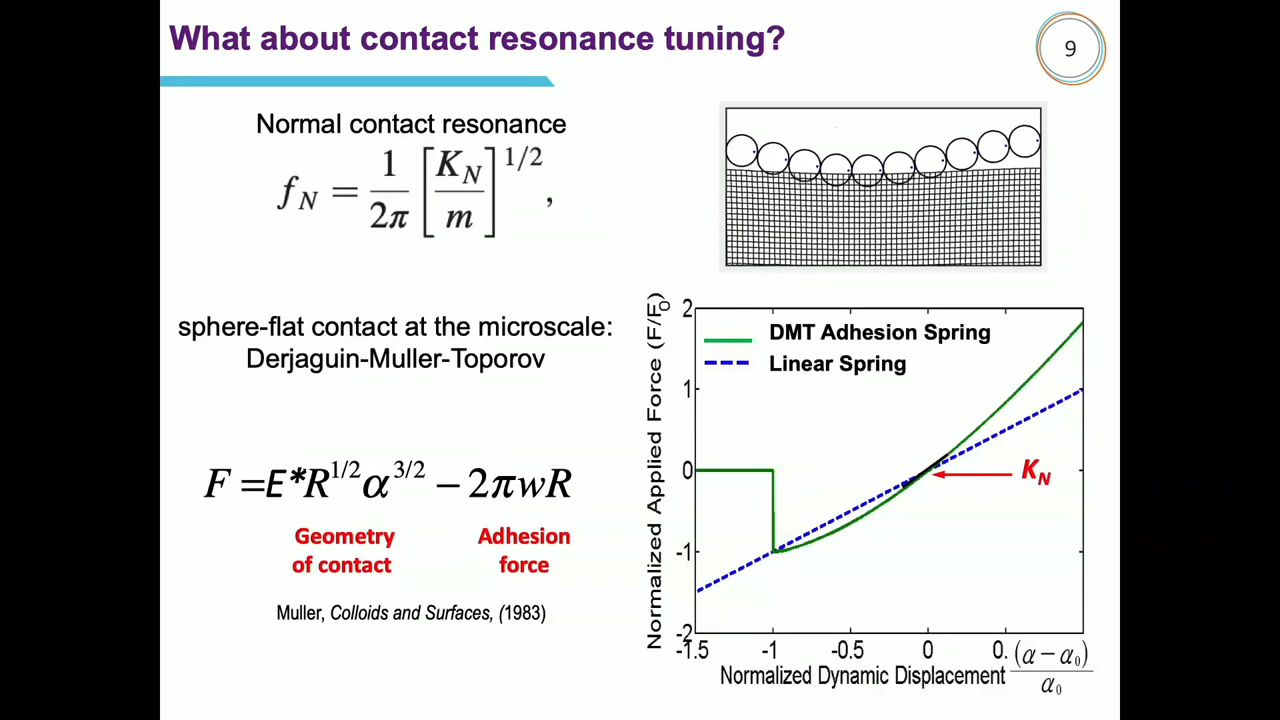 What about contact resonance tuning?
9
Normal contact resonance
f_N = 1/2π [K_N/m]^1/2,
sphere-flat contact at the microscale:
Derjaguin-Muller-Toporov
F =E*R^1/2 α^3/2 − 2πwR
Geometry
of contact
Adhesion
force
Muller, Colloids and Surfaces, (1983)
Normalized Applied Force (F/F_0)
2
1
0
-1
-2
DMT Adhesion Spring
Linear Spring
K_N
-1.5
-1
-0.5
0
0.
Normalized Dynamic Displacement (α − α_0)/α_0